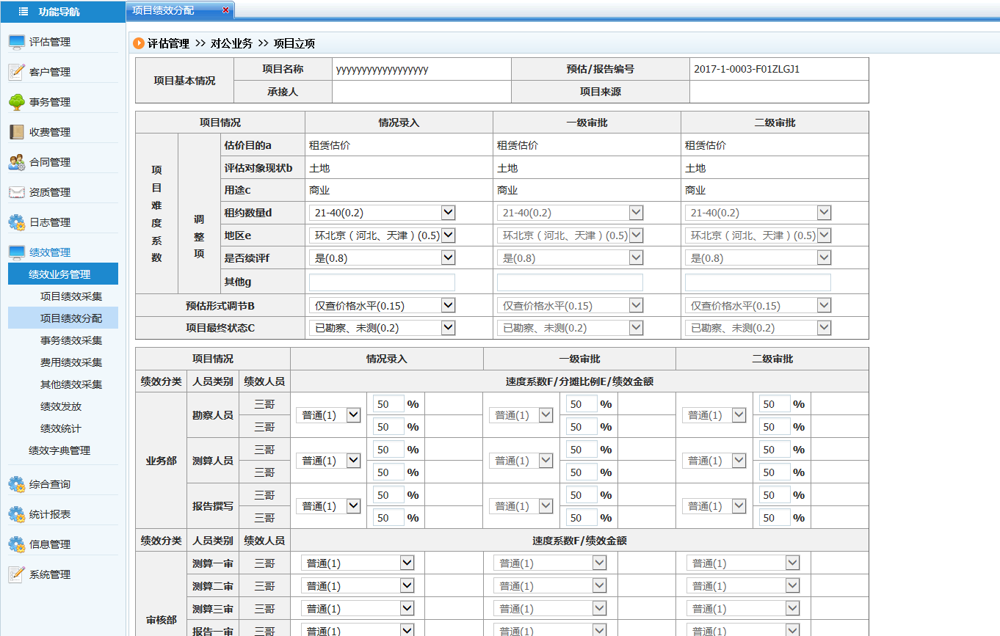 功能导航
项目绩效分配
评估管理
客户管理
事务管理
收费管理
合同管理
资质管理
日志管理
绩效管理
绩效业务管理
项目绩效采集
项目绩效分配
事务绩效采集
费用绩效采集
其他绩效采集
绩效发放
绩效统计
绩效字典管理
综合查询
统计报表
信息管理
系统管理
评估管理 >> 对公业务 >> 项目立项
项目基本情况 项目名称 yyyyyyyyyyyyyyyyyy 预估/报告编号 2017-1-0003-F01ZLGJ1
承接人 项目来源
项目情况 情况录入 一级审批 二级审批
项目难度系数 调整项
估价目的a 租赁估价 租赁估价 租赁估价
评估对象现状b 土地 土地 土地
用途c 商业 商业 商业
租约数量d 21-40(0.2) 21-40(0.2) 21-40(0.2)
地区e 环北京（河北、天津）(0.5) 环北京（河北、天津）(0.5) 环北京（河北、天津）(0.5)
是否续评f 是(0.8) 是(0.8) 是(0.8)
其他g
预估形式调节B 仅查价格水平(0.15) 仅查价格水平(0.15) 仅查价格水平(0.15)
项目最终状态C 已勘察、未测(0.2) 已勘察、未测(0.2) 已勘察、未测(0.2)
项目情况 情况录入 一级审批 二级审批
绩效分类 人员类别 绩效人员 速度系数F/分摊比例E/绩效金额
业务部
勘察人员 三哥 普通(1) 50 % 普通(1) 50 % 普通(1) 50 %
三哥 50 % 50 % 50 %
测算人员 三哥 普通(1) 50 % 普通(1) 50 % 普通(1) 50 %
三哥 50 % 50 % 50 %
报告撰写 三哥 普通(1) 50 % 普通(1) 50 % 普通(1) 50 %
三哥 50 % 50 % 50 %
绩效分类 人员类别 绩效人员 速度系数F/绩效金额
审核部
测算一审 三哥 普通(1) 普通(1) 普通(1)
测算二审 三哥 普通(1) 普通(1) 普通(1)
测算三审 三哥 普通(1) 普通(1) 普通(1)
报告一审 三哥 普通(1) 普通(1) 普通(1)